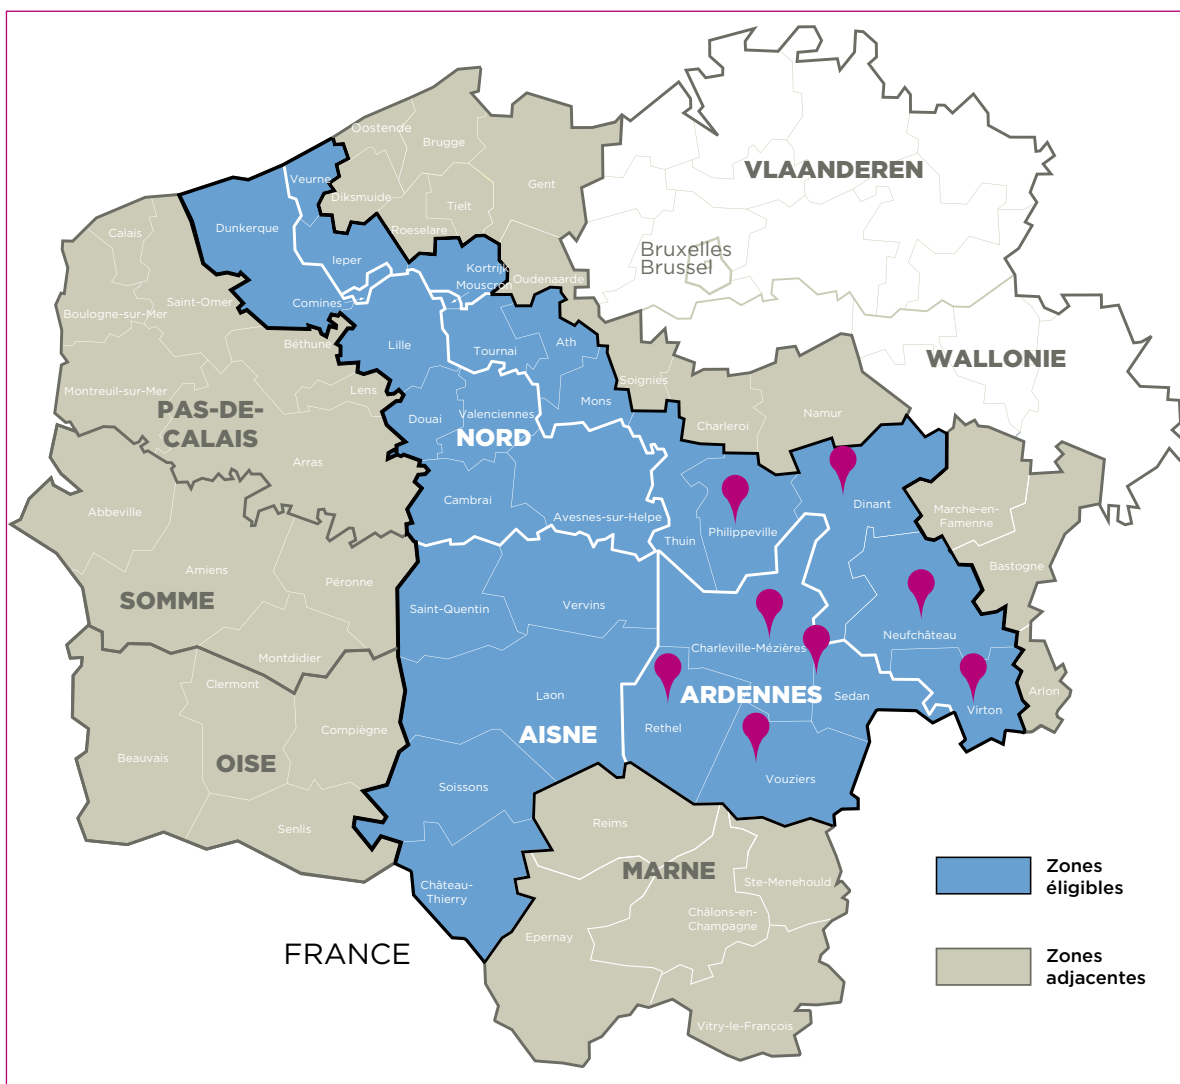 Oostende
Brugge
VLAANDEREN
Veurne
Gent
Diksmuide
Tielt
Calais
Dunkerque
Roeselare
Ieper
Bruxelles
Brussel
Kortrijk
Mouscron
Oudenaarde
Saint-Omer
Comines
Boulogne-sur-Mer
Béthune
Lille
Tournai
Ath
WALLONIE
Soignies
Montreuil-sur-Mer
Lens
PAS-DE-
CALAIS
Douai
Valenciennes
Mons
NORD
Charleroi
Namur
Arras
Abbeville
Cambrai
Avesnes-sur-Helpe
Thuin
Philippeville
Dinant
Marche-en-
Famenne
Amiens
Péronne
SOMME
Saint-Quentin
Vervins
Bastogne
Neufchâteau
Charleville-Mézières
Montdidier
Clermont
Laon
ARDENNES
Sedan
Arlon
Virton
Compiègne
AISNE
Rethel
Beauvais
OISE
Soissons
Vouziers
Senlis
Reims
MARNE
Château-
Thierry
Ste-Menehould
Châlons-en-
Champagne
Epernay
FRANCE
Vitry-le-François
Zones
éligibles
Zones
adjacentes